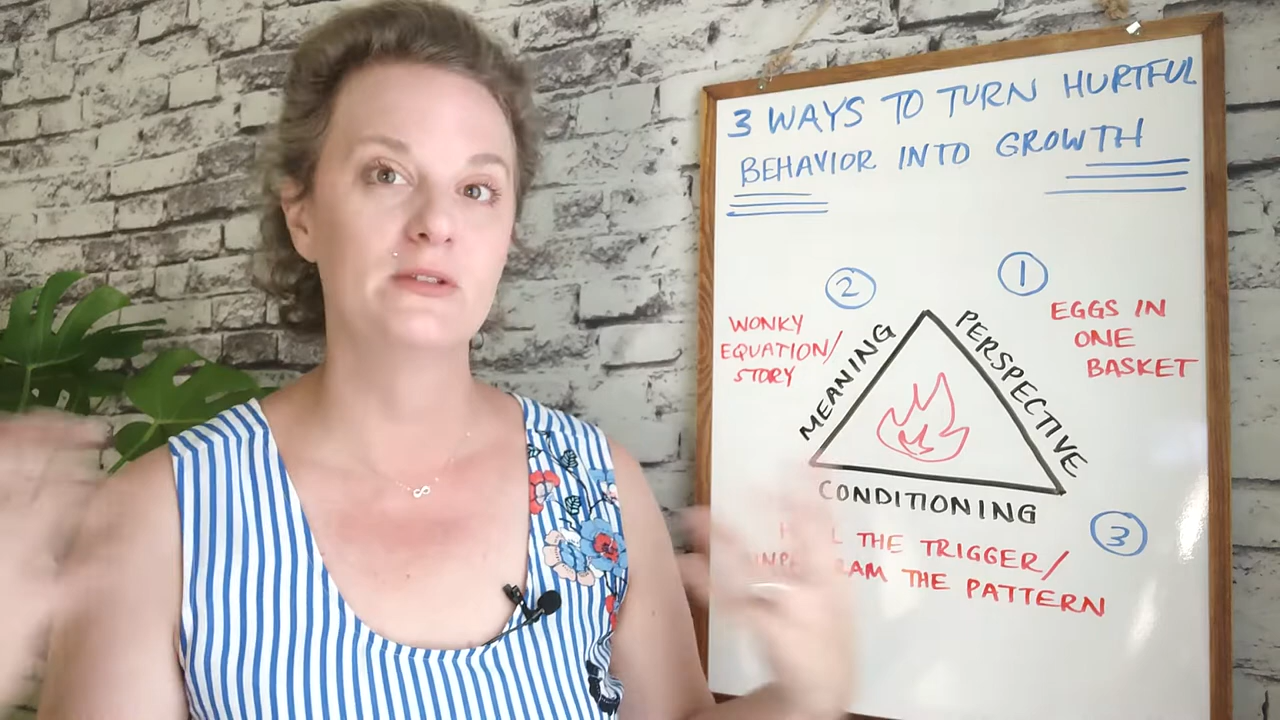 3 WAYS TO TURN HURTFUL
BEHAVIOR INTO GROWTH
1
PERSPECTIVE
EGGS IN
ONE
BASKET
2
MEANING
WONKY
EQUATION/
STORY
3
CONDITIONING
THE TRIGGER/
THE PATTERN